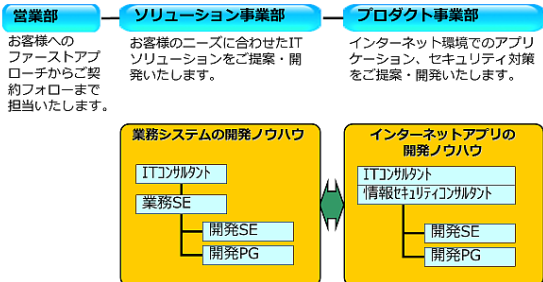 営業部
お客様への
ファーストアプ
ローチからご契
約フォローまで
担当いたします。
ソリューション事業部
お客様のニーズに合わせたIT
ソリューションをご提案・開
発いたします。
プロダクト事業部
インターネット環境でのアプリ
ケーション、セキュリティ対策
をご提案・開発いたします。
業務システムの開発ノウハウ
ITコンサルタント
業務SE
開発SE
開発PG
インターネットアプリの
開発ノウハウ
ITコンサルタント
情報セキュリティコンサルタント
開発SE
開発PG